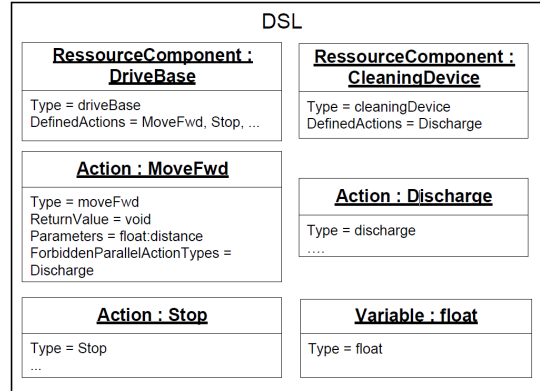 DSL
RessourceComponent :
DriveBase
Type = driveBase
DefinedActions = MoveFwd, Stop, ...
RessourceComponent :
CleaningDevice
Type = cleaningDevice
DefinedActions = Discharge
Action : MoveFwd
Type = moveFwd
ReturnValue = void
Parameters = float:distance
ForbiddenParallelActionTypes =
Discharge
Action : Discharge
Type = discharge
....
Action : Stop
Type = Stop
...
Variable : float
Type = float